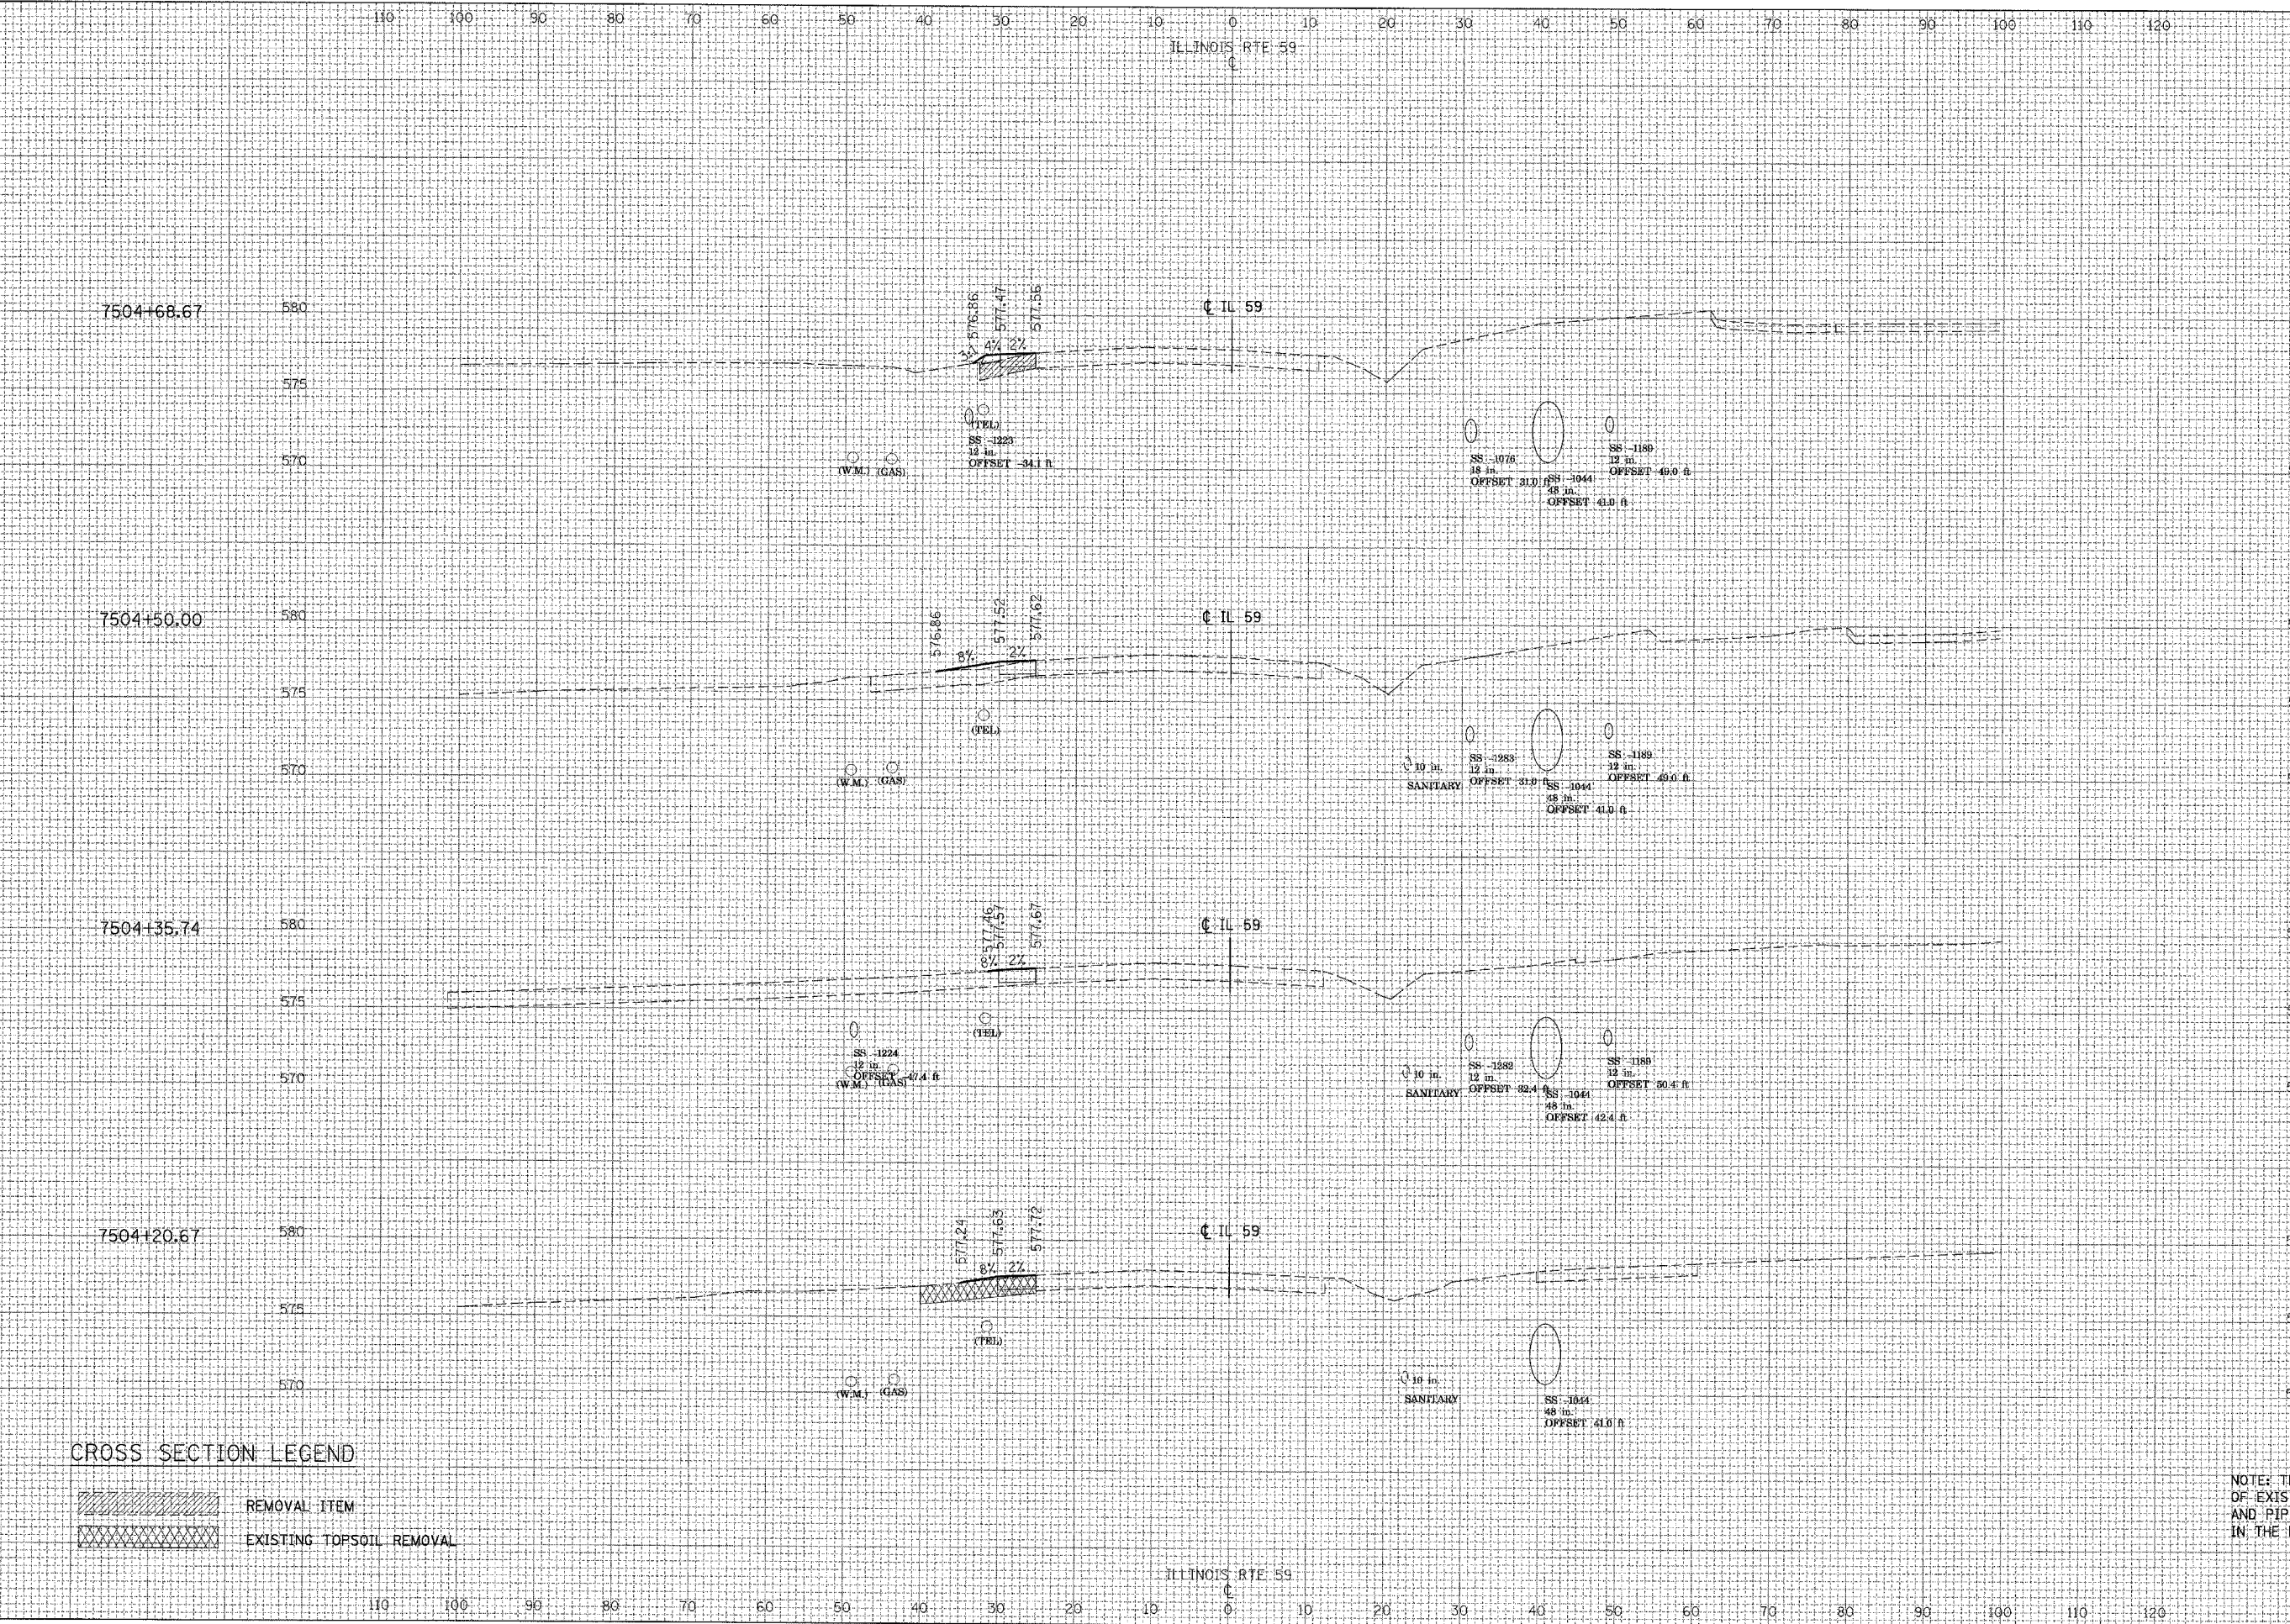 110 100 90 80 70 60 50 40 30 20 10 0 10 20 30 40 50 60 70 80 90 100 110 120
ILLINOIS RTE 59
℄
7504+68.67
580
575
570
576.86
577.47
577.56
3:1
4%
2%
℄ IL 59
(TEL)
SS -1223
12 in.
OFFSET -34.1 ft
(W.M.)
(GAS)
SS -1076
18 in.
OFFSET 31.0 ft
SS -1044
48 in.
OFFSET 41.0 ft
SS -1189
12 in.
OFFSET 49.0 ft
7504+50.00
580
575
570
576.86
577.52
577.62
8%
2%
℄ IL 59
(TEL)
(W.M.)
(GAS)
10 in.
SANITARY
SS -1283
12 in.
OFFSET 31.0 ft
SS -1044
48 in.
OFFSET 41.0 ft
SS -1189
12 in.
OFFSET 49.0 ft
7504+35.74
580
575
570
577.46
577.57
577.67
8%
2%
℄ IL 59
(TEL)
SS -1224
12 in.
OFFSET -47.4 ft
(W.M.)
(GAS)
10 in.
SANITARY
SS -1282
12 in.
OFFSET 32.4 ft
SS -1044
48 in.
OFFSET 42.4 ft
SS -1189
12 in.
OFFSET 50.4 ft
7504+20.67
580
575
570
577.24
577.63
577.72
8%
2%
℄ IL 59
(TEL)
(W.M.)
(GAS)
10 in.
SANITARY
SS -1044
48 in.
OFFSET 41.0 ft
CROSS SECTION LEGEND
REMOVAL ITEM
EXISTING TOPSOIL REMOVAL
NOTE:
OF EXIS
AND PIP
IN THE
ILLINOIS RTE 59
℄
110 100 90 80 70 60 50 40 30 20 10 0 10 20 30 40 50 60 70 80 90 100 110 120